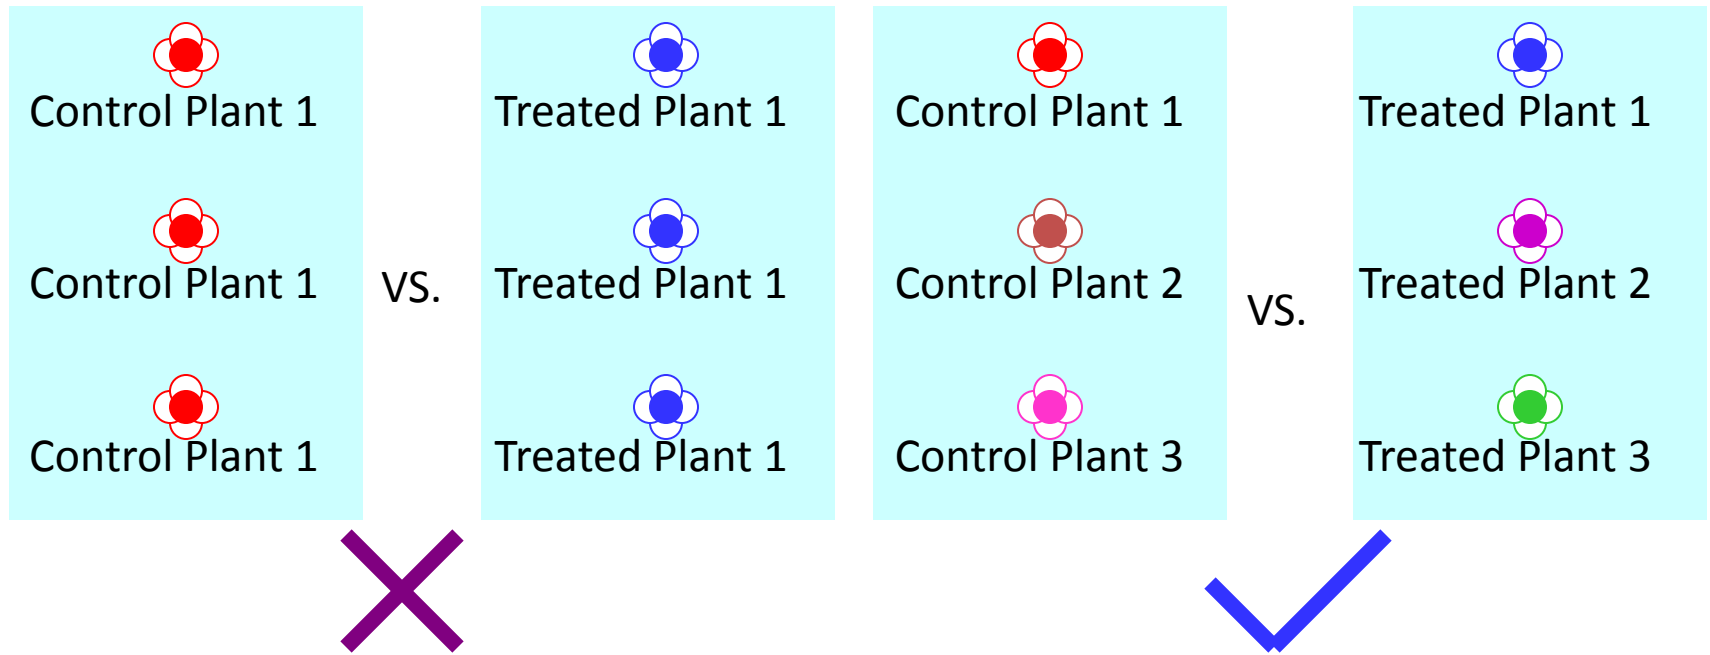 Control Plant 1
Control Plant 1
Control Plant 1
VS.
Treated Plant 1
Treated Plant 1
Treated Plant 1
Control Plant 1
Control Plant 2
Control Plant 3
VS.
Treated Plant 1
Treated Plant 2
Treated Plant 3